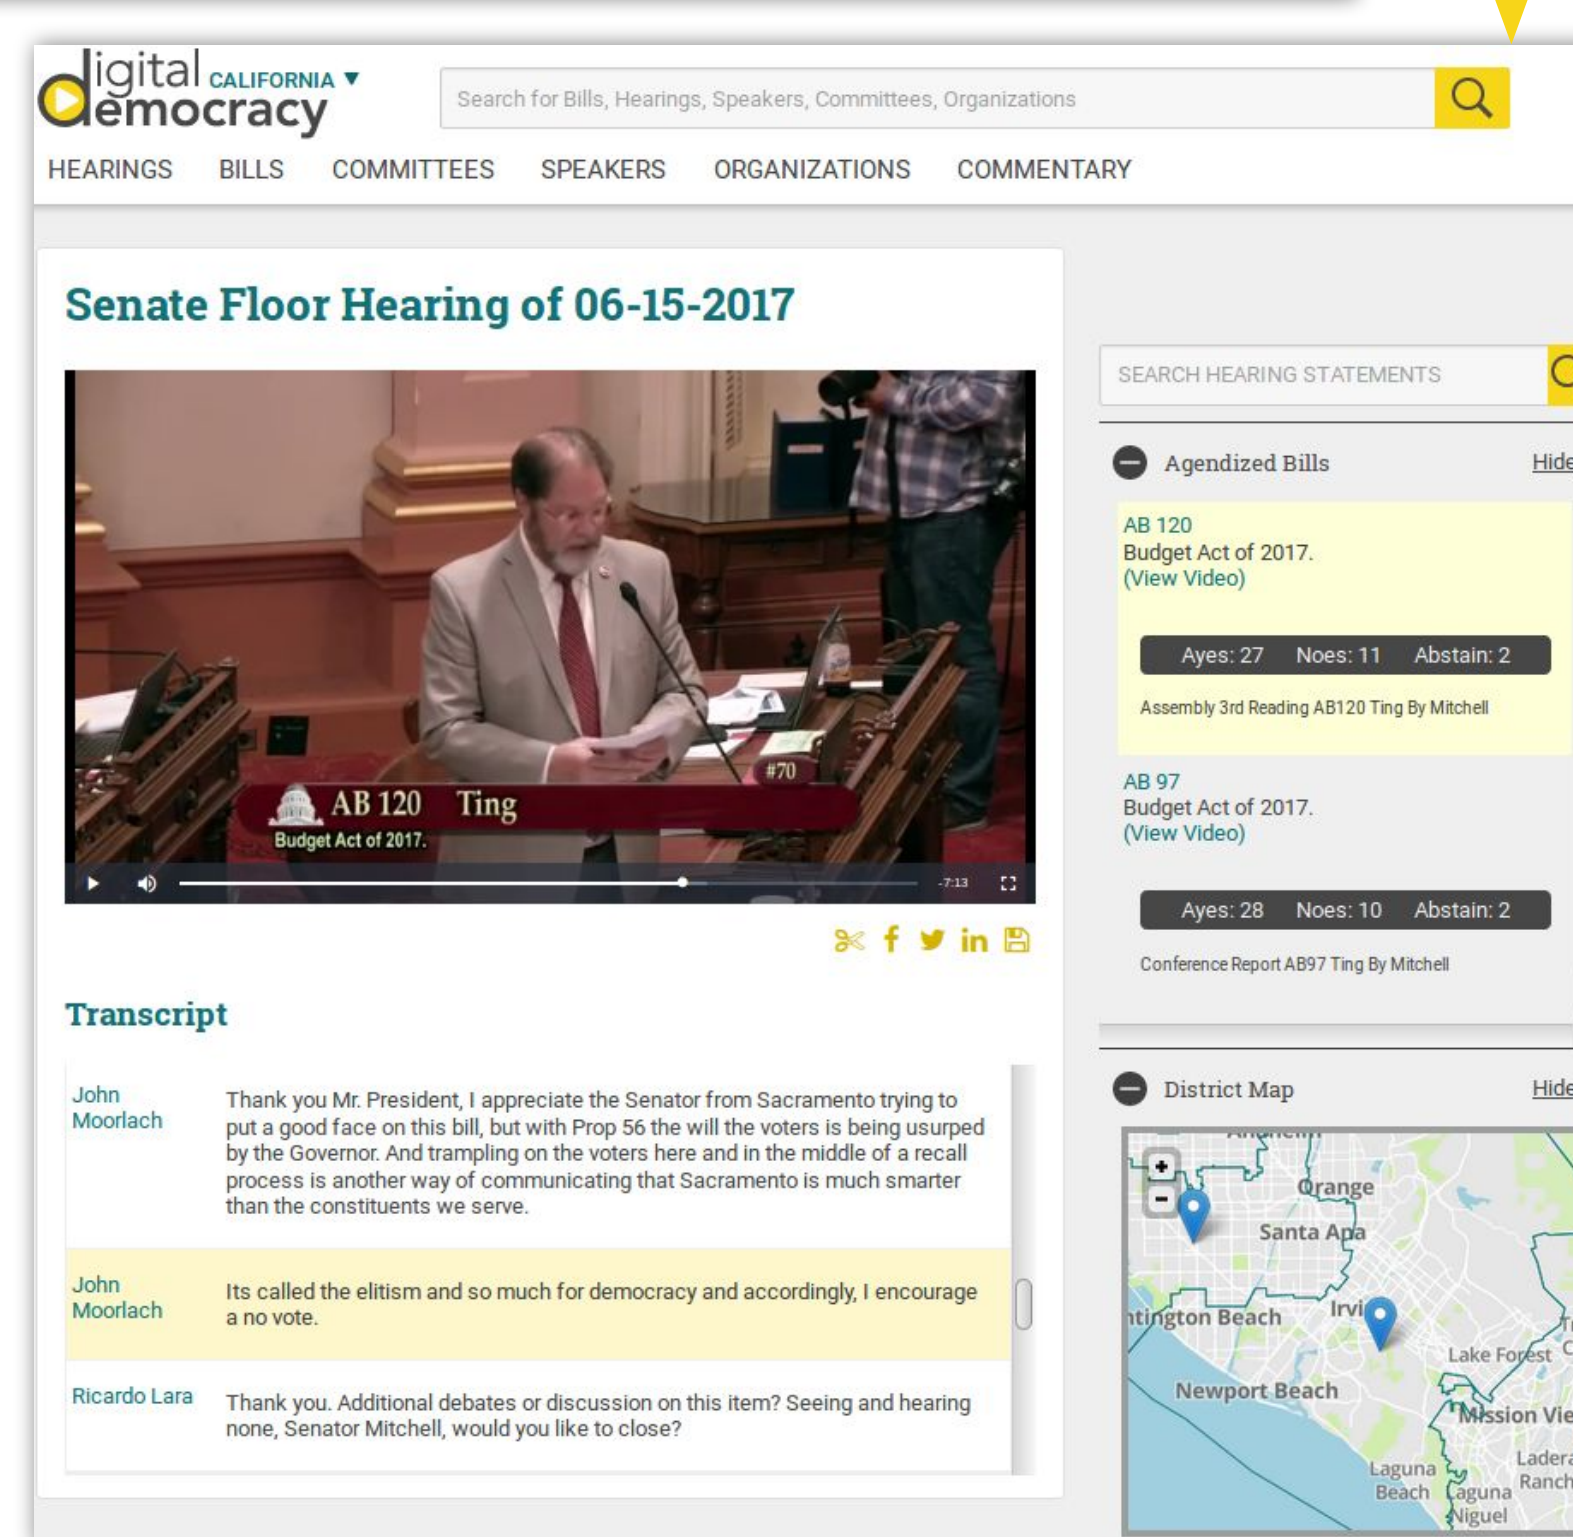 digital
democracy
CALIFORNIA ▼
Search for Bills, Hearings, Speakers, Committees, Organizations
HEARINGS BILLS COMMITTEES SPEAKERS ORGANIZATIONS COMMENTARY
Senate Floor Hearing of 06-15-2017
#70
AB 120 Ting
Budget Act of 2017.
-7:13
Transcript
John
Moorlach
Thank you Mr. President, I appreciate the Senator from Sacramento trying to
put a good face on this bill, but with Prop 56 the will the voters is being usurped
by the Governor. And trampling on the voters here and in the middle of a recall
process is another way of communicating that Sacramento is much smarter
than the constituents we serve.
John
Moorlach
Its called the elitism and so much for democracy and accordingly, I encourage
a no vote.
Ricardo Lara
Thank you. Additional debates or discussion on this item? Seeing and hearing
none, Senator Mitchell, would you like to close?
SEARCH HEARING STATEMENTS
Agendized Bills Hide
AB 120
Budget Act of 2017.
(View Video)
Ayes: 27 Noes: 11 Abstain: 2
Assembly 3rd Reading AB120 Ting By Mitchell
AB 97
Budget Act of 2017.
(View Video)
Ayes: 28 Noes: 10 Abstain: 2
Conference Report AB97 Ting By Mitchell
District Map Hide
+
-
Orange
Santa Ana
ntington Beach
Irvi
Lake Forest
Newport Beach
Mission Vie
Ladera
Ranch
Laguna
Beach
Laguna
Niguel